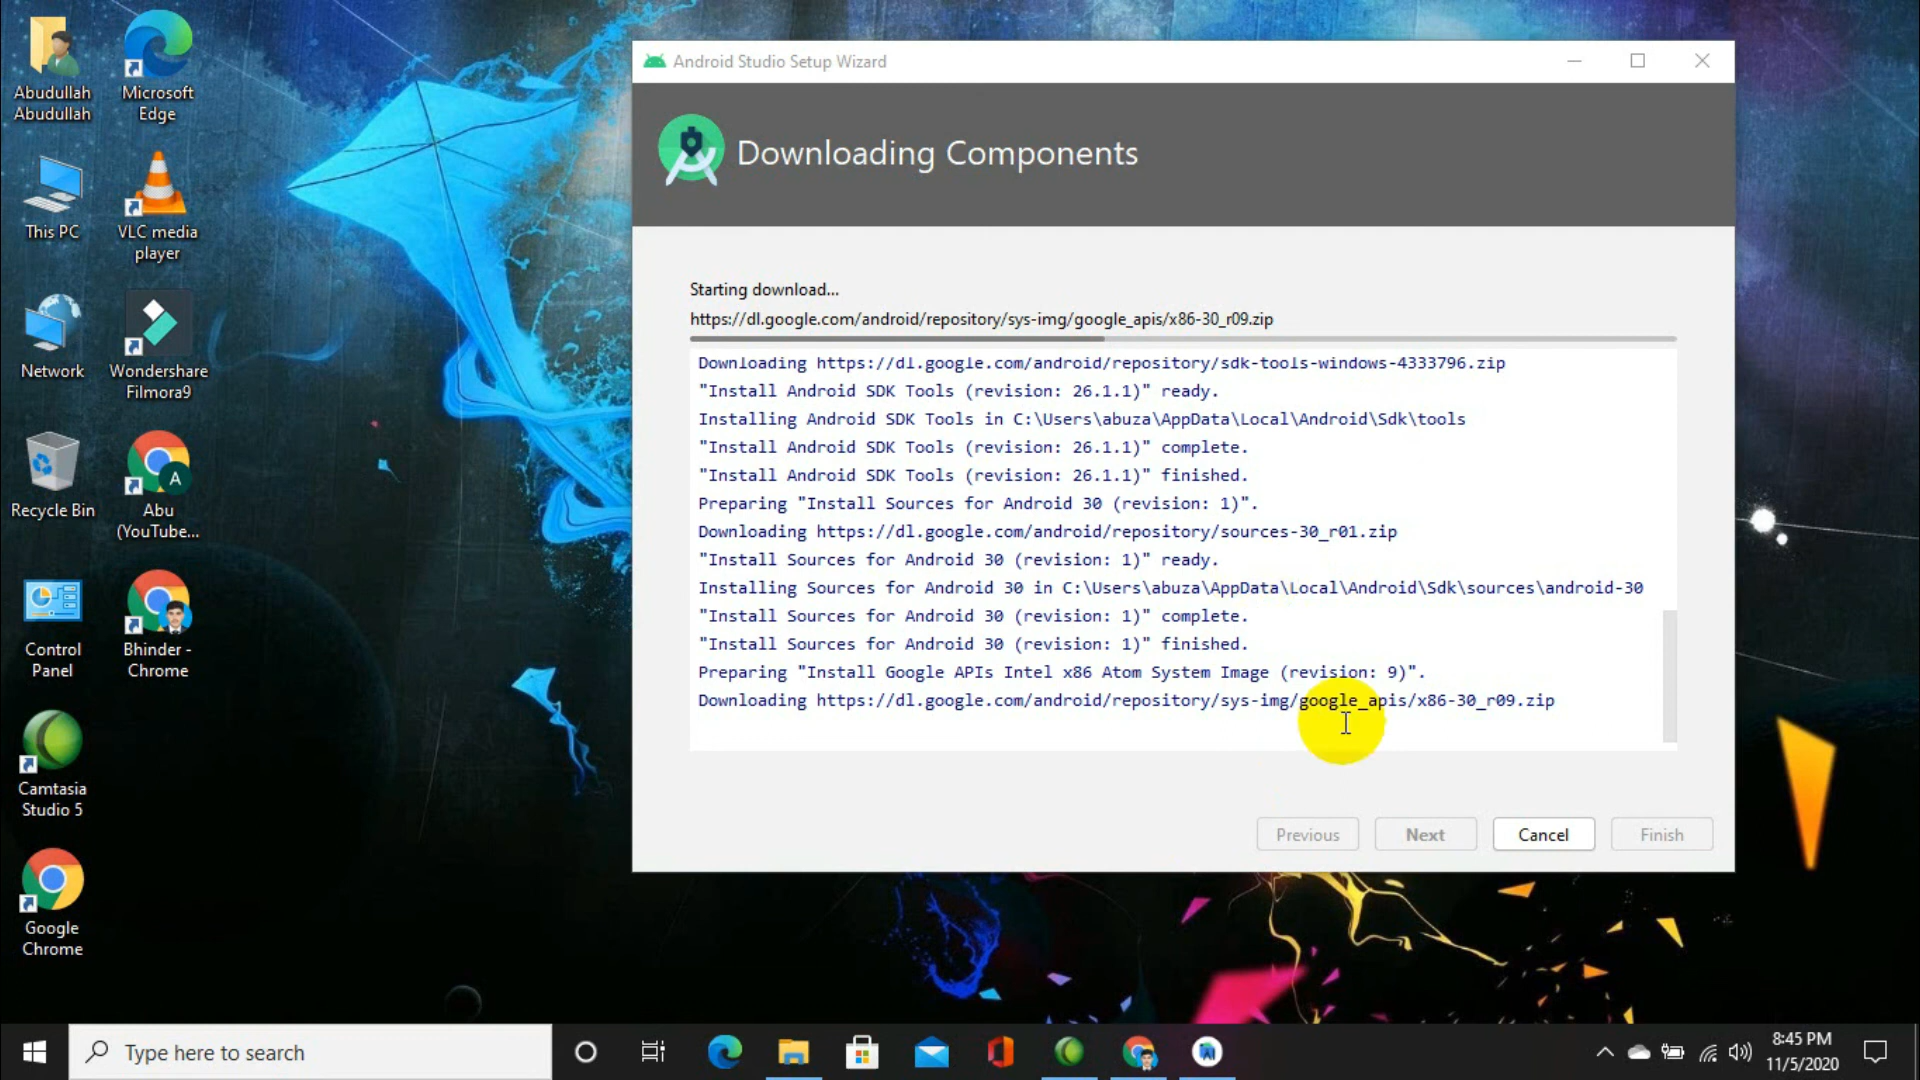 Abudullah
Abudullah
Microsoft
Edge
This PC
VLC media
player
Network
Wondershare
Filmora9
Recycle Bin
A
Abu
(YouTube...
Control
Panel
Bhinder -
Chrome
Camtasia
Studio 5
Google
Chrome
Android Studio Setup Wizard
Downloading Components
Starting download...
https://dl.google.com/android/repository/sys-img/google_apis/x86-30_r09.zip
Downloading https://dl.google.com/android/repository/sdk-tools-windows-4333796.zip
"Install Android SDK Tools (revision: 26.1.1)" ready.
Installing Android SDK Tools in C:\Users\abuza\AppData\Local\Android\Sdk\tools
"Install Android SDK Tools (revision: 26.1.1)" complete.
"Install Android SDK Tools (revision: 26.1.1)" finished.
Preparing "Install Sources for Android 30 (revision: 1)".
Downloading https://dl.google.com/android/repository/sources-30_r01.zip
"Install Sources for Android 30 (revision: 1)" ready.
Installing Sources for Android 30 in C:\Users\abuza\AppData\Local\Android\Sdk\sources\android-30
"Install Sources for Android 30 (revision: 1)" complete.
"Install Sources for Android 30 (revision: 1)" finished.
Preparing "Install Google APIs Intel x86 Atom System Image (revision: 9)".
Downloading https://dl.google.com/android/repository/sys-img/google_apis/x86-30_r09.zip
Previous
Next
Cancel
Finish
Type here to search
8:45 PM
11/5/2020